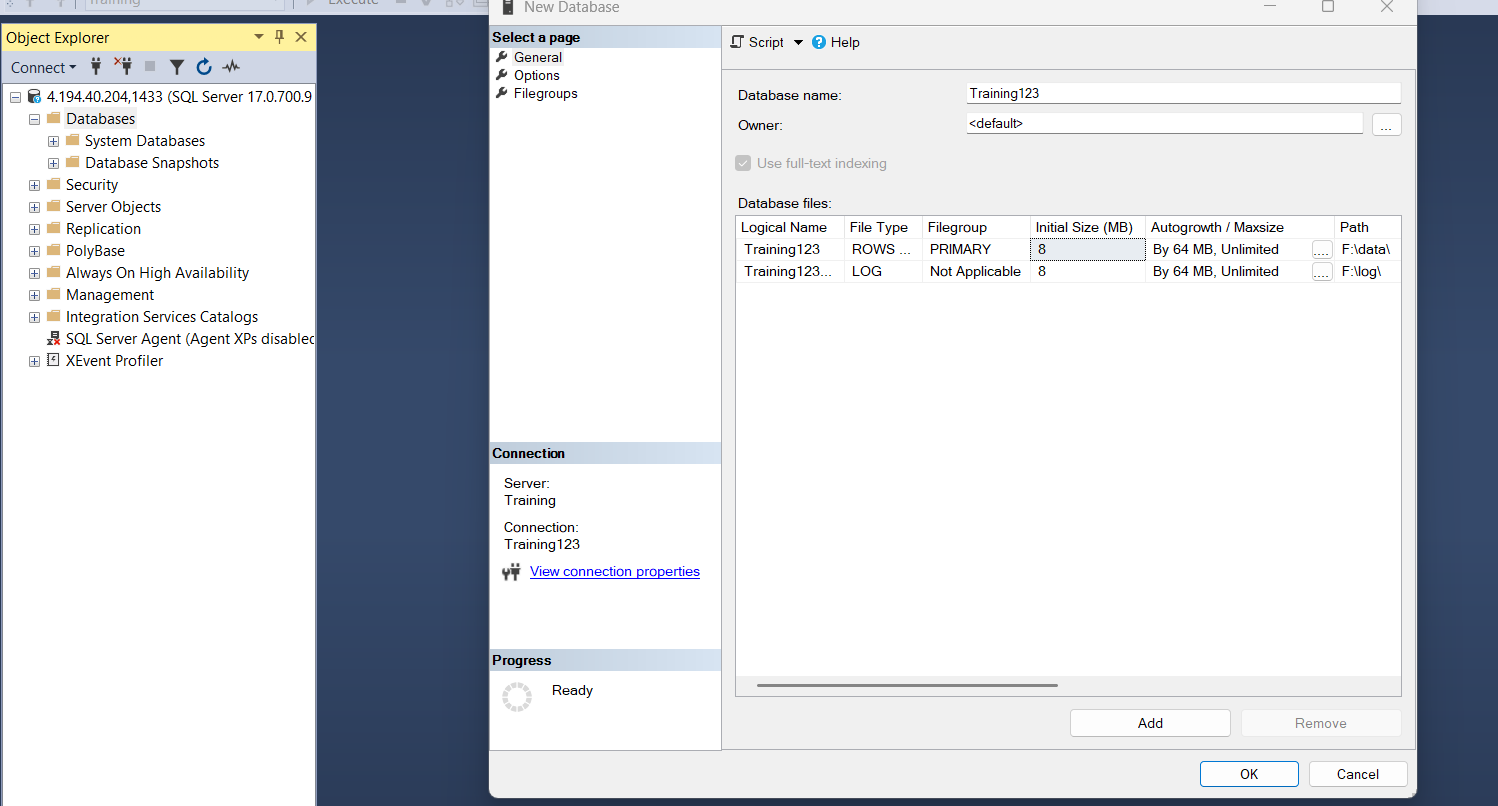 Training
Execute
Object Explorer
Connect
4.194.40.204,1433 (SQL Server 17.0.700.9
Databases
System Databases
Database Snapshots
Security
Server Objects
Replication
PolyBase
Always On High Availability
Management
Integration Services Catalogs
SQL Server Agent (Agent XPs disabled
XEvent Profiler
New Database
Select a page
General
Options
Filegroups
Connection
Server:
Training
Connection:
Training123
View connection properties
Progress
Ready
Script
Help
Database name: Training123
Owner: <default> ...
Use full-text indexing
Database files:
Logical Name File Type Filegroup Initial Size (MB) Autogrowth / Maxsize Path
Training123 ROWS ... PRIMARY 8 By 64 MB, Unlimited .... F:\data\
Training123... LOG Not Applicable 8 By 64 MB, Unlimited .... F:\log\
Add Remove
OK Cancel